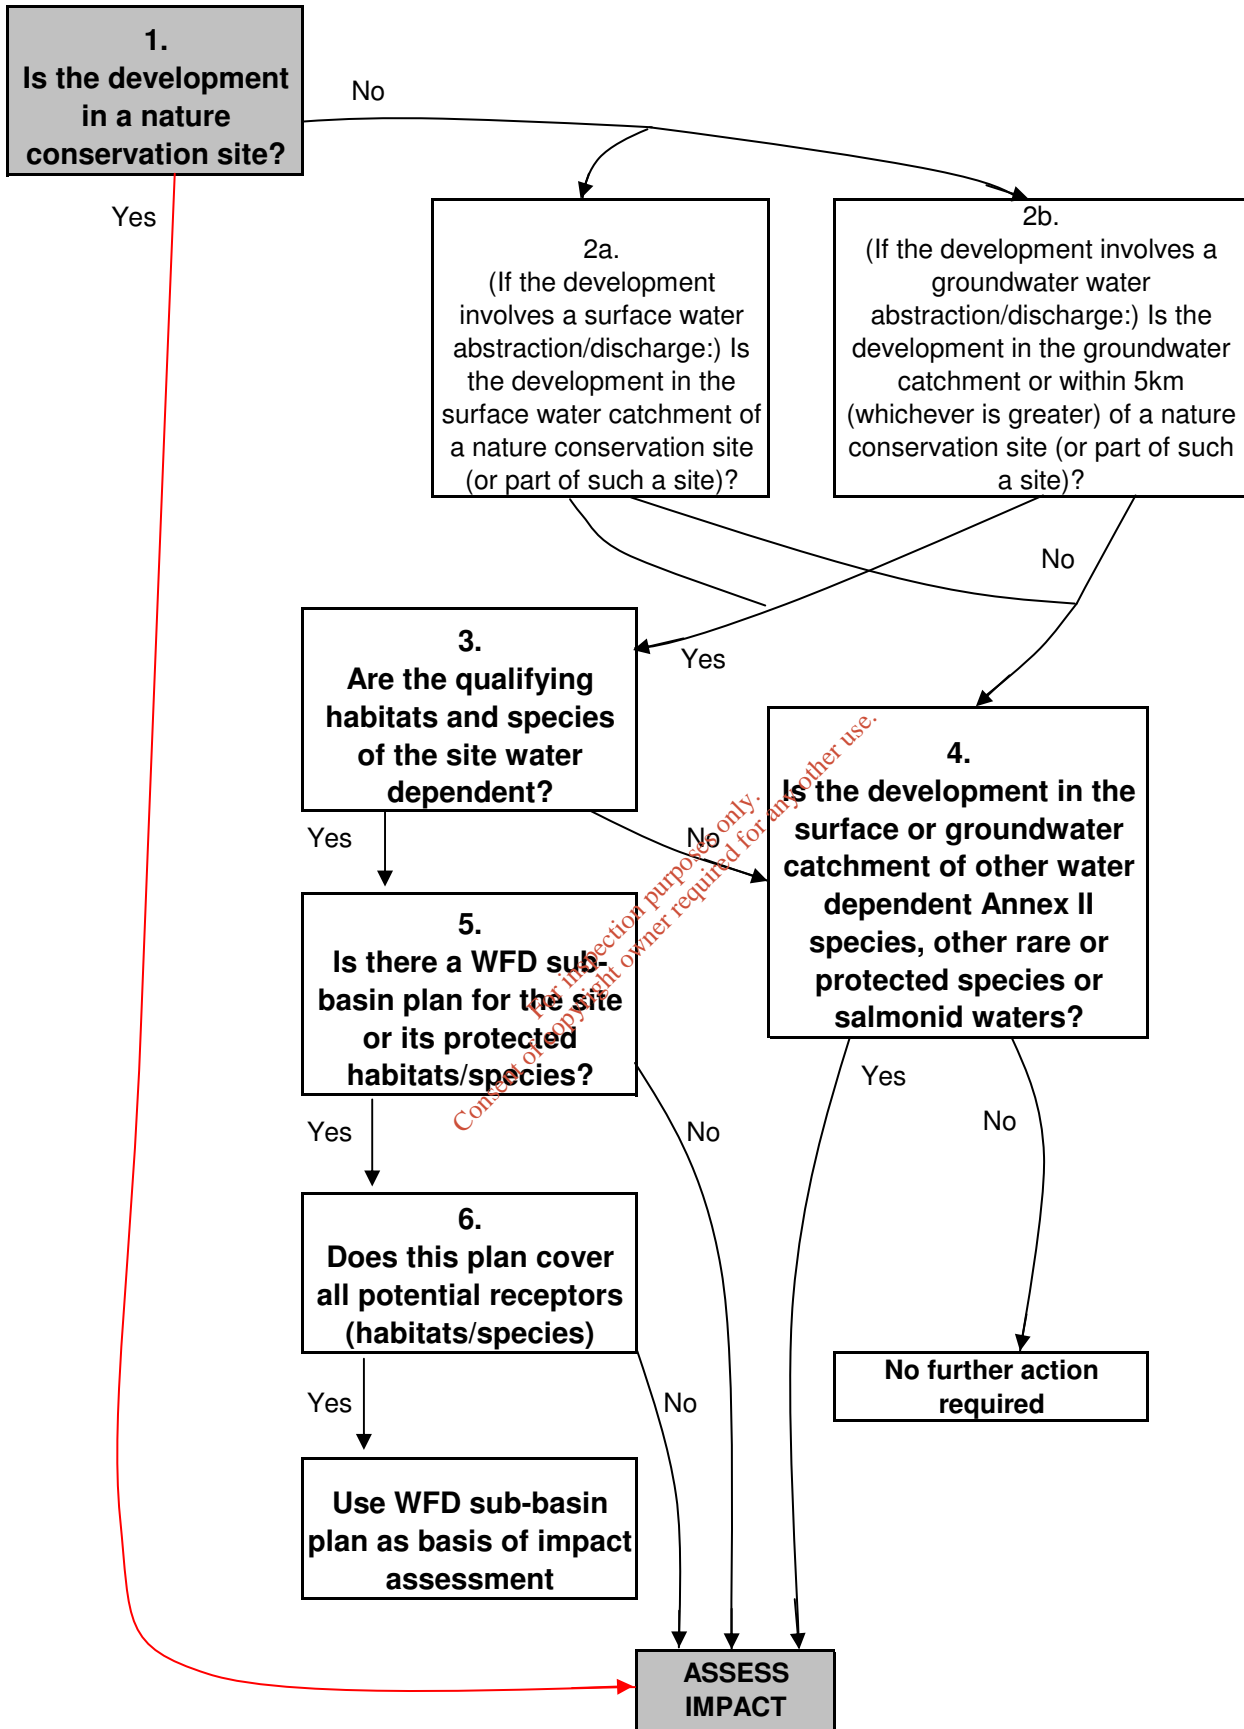 1.
Is the development
in a nature
conservation site?
No
Yes
2a.
(If the development
involves a surface water
abstraction/discharge:) Is
the development in the
surface water catchment of
a nature conservation site
(or part of such a site)?
2b.
(If the development involves a
groundwater water
abstraction/discharge:) Is the
development in the groundwater
catchment or within 5km
(whichever is greater) of a nature
conservation site (or part of such
a site)?
No
Yes
3.
Are the qualifying
habitats and species
of the site water
dependent?
Yes
No
4.
Is the development in the
surface or groundwater
catchment of other water
dependent Annex II
species, other rare or
protected species or
salmonid waters?
Yes
No
5.
Is there a WFD sub-
basin plan for the site
or its protected
habitats/species?
Yes
No
6.
Does this plan cover
all potential receptors
(habitats/species)
Yes
No
No further action
required
Use WFD sub-basin
plan as basis of impact
assessment
ASSESS
IMPACT
For inspection purposes only.
Consent of copyright owner required for any other use.